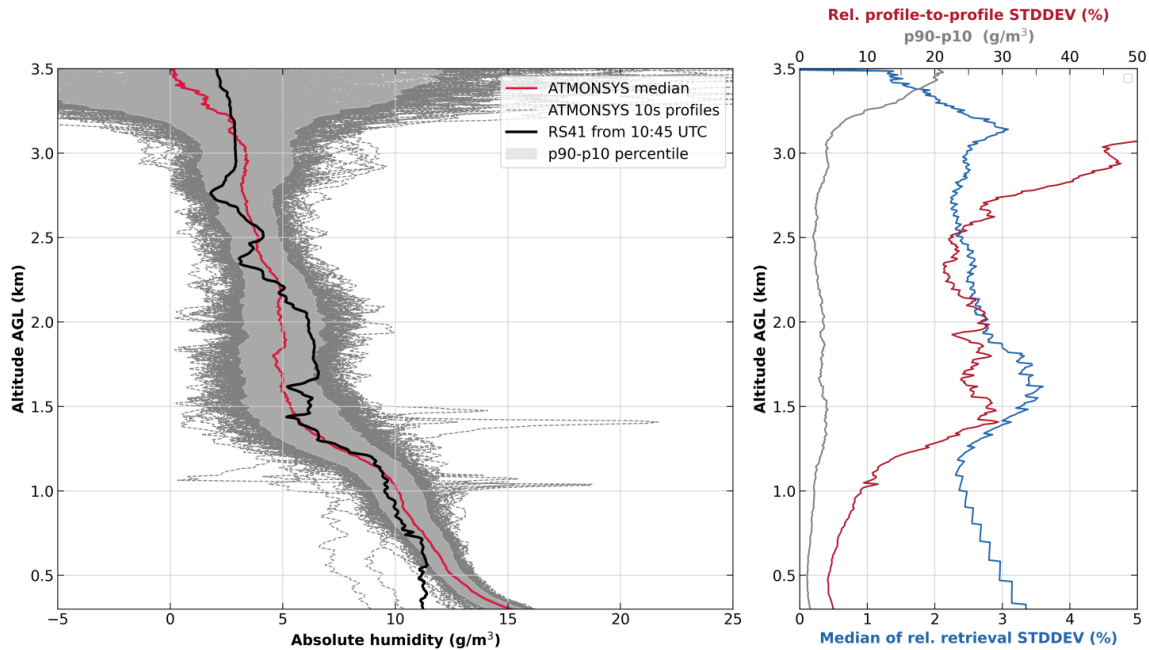 Rel. profile-to-profile STDDEV (%)
p90-p10 (g/m³)
0 10 20 30 40 50
3.5
3.0
2.5
2.0
1.5
1.0
0.5
Altitude AGL (km)
ATMONSYS median
ATMONSYS 10s profiles
RS41 from 10:45 UTC
p90-p10 percentile
−5 0 5 10 15 20 25
Absolute humidity (g/m³)
3.5
3.0
2.5
2.0
1.5
1.0
0.5
Altitude AGL (km)
0 1 2 3 4 5
Median of rel. retrieval STDDEV (%)